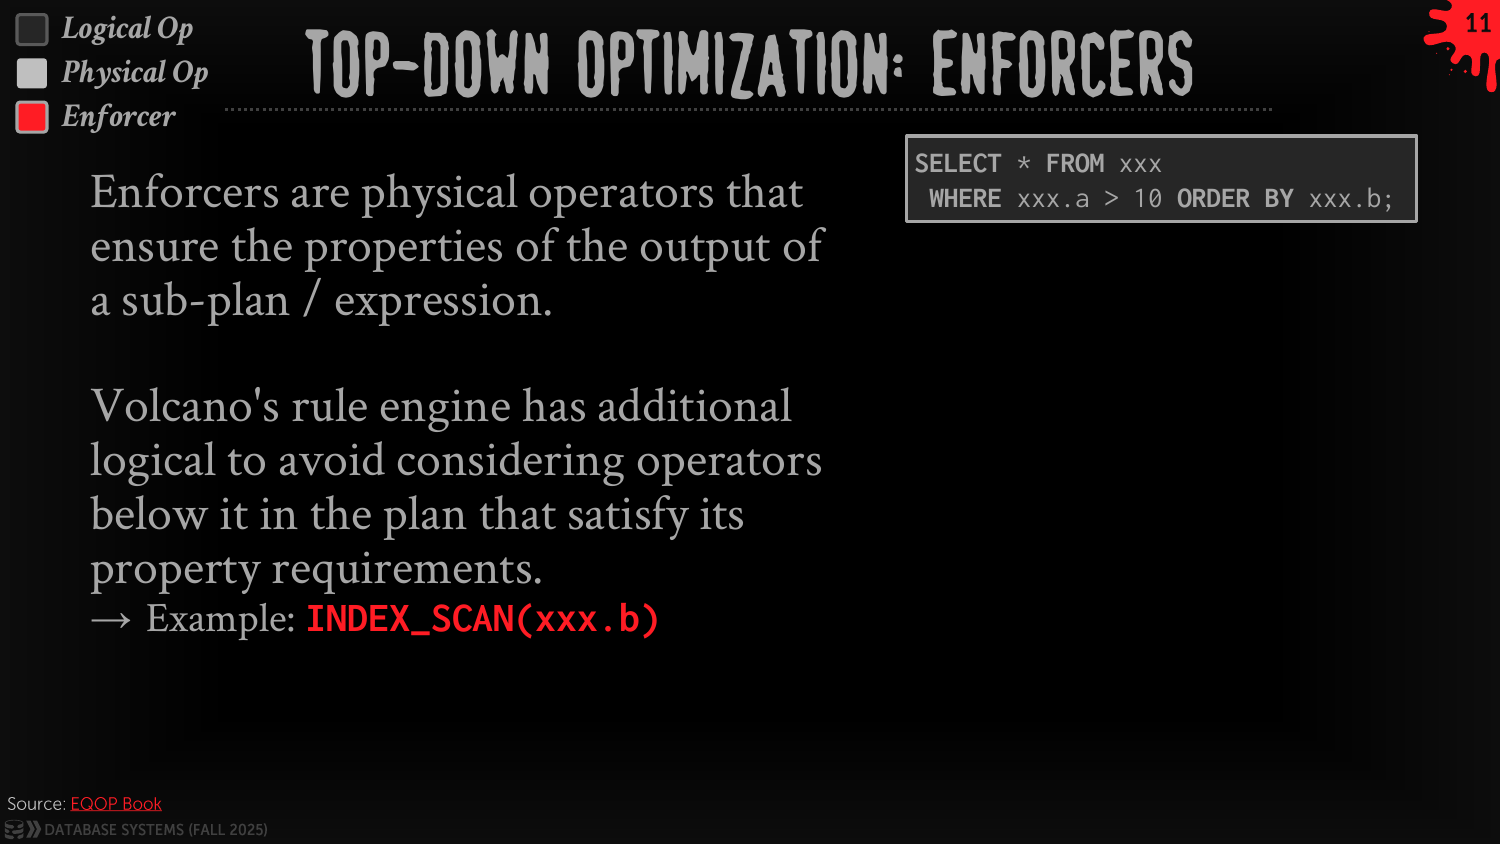 Logical Op
Physical Op
Enforcer
TOP-DOWN OPTIMIZATION: ENFORCERS
11
Enforcers are physical operators that
ensure the properties of the output of
a sub-plan / expression.
Volcano's rule engine has additional
logical to avoid considering operators
below it in the plan that satisfy its
property requirements.
→ Example: INDEX_SCAN(xxx.b)
SELECT * FROM xxx
WHERE xxx.a > 10 ORDER BY xxx.b;
Source: EQOP Book
DATABASE SYSTEMS (FALL 2025)